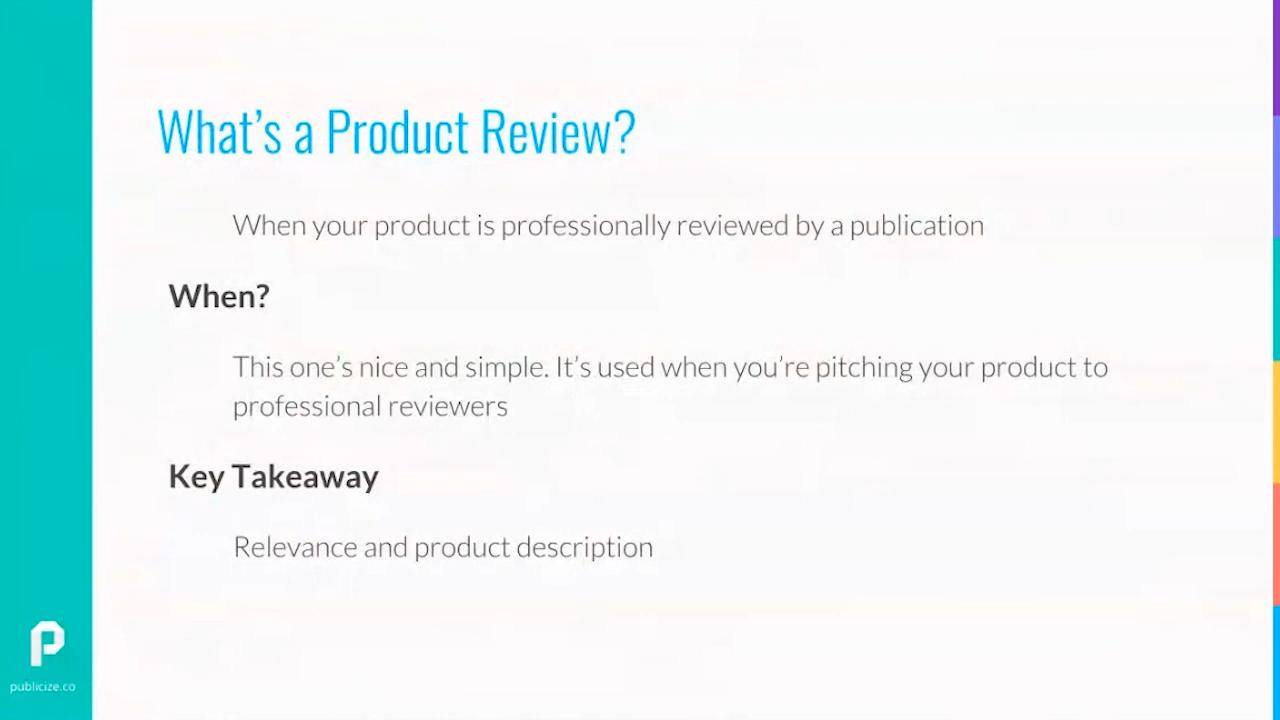 What's a Product Review?
When your product is professionally reviewed by a publication
When?
This one's nice and simple. It's used when you're pitching your product to
professional reviewers
Key Takeaway
Relevance and product description
P
publicize.co